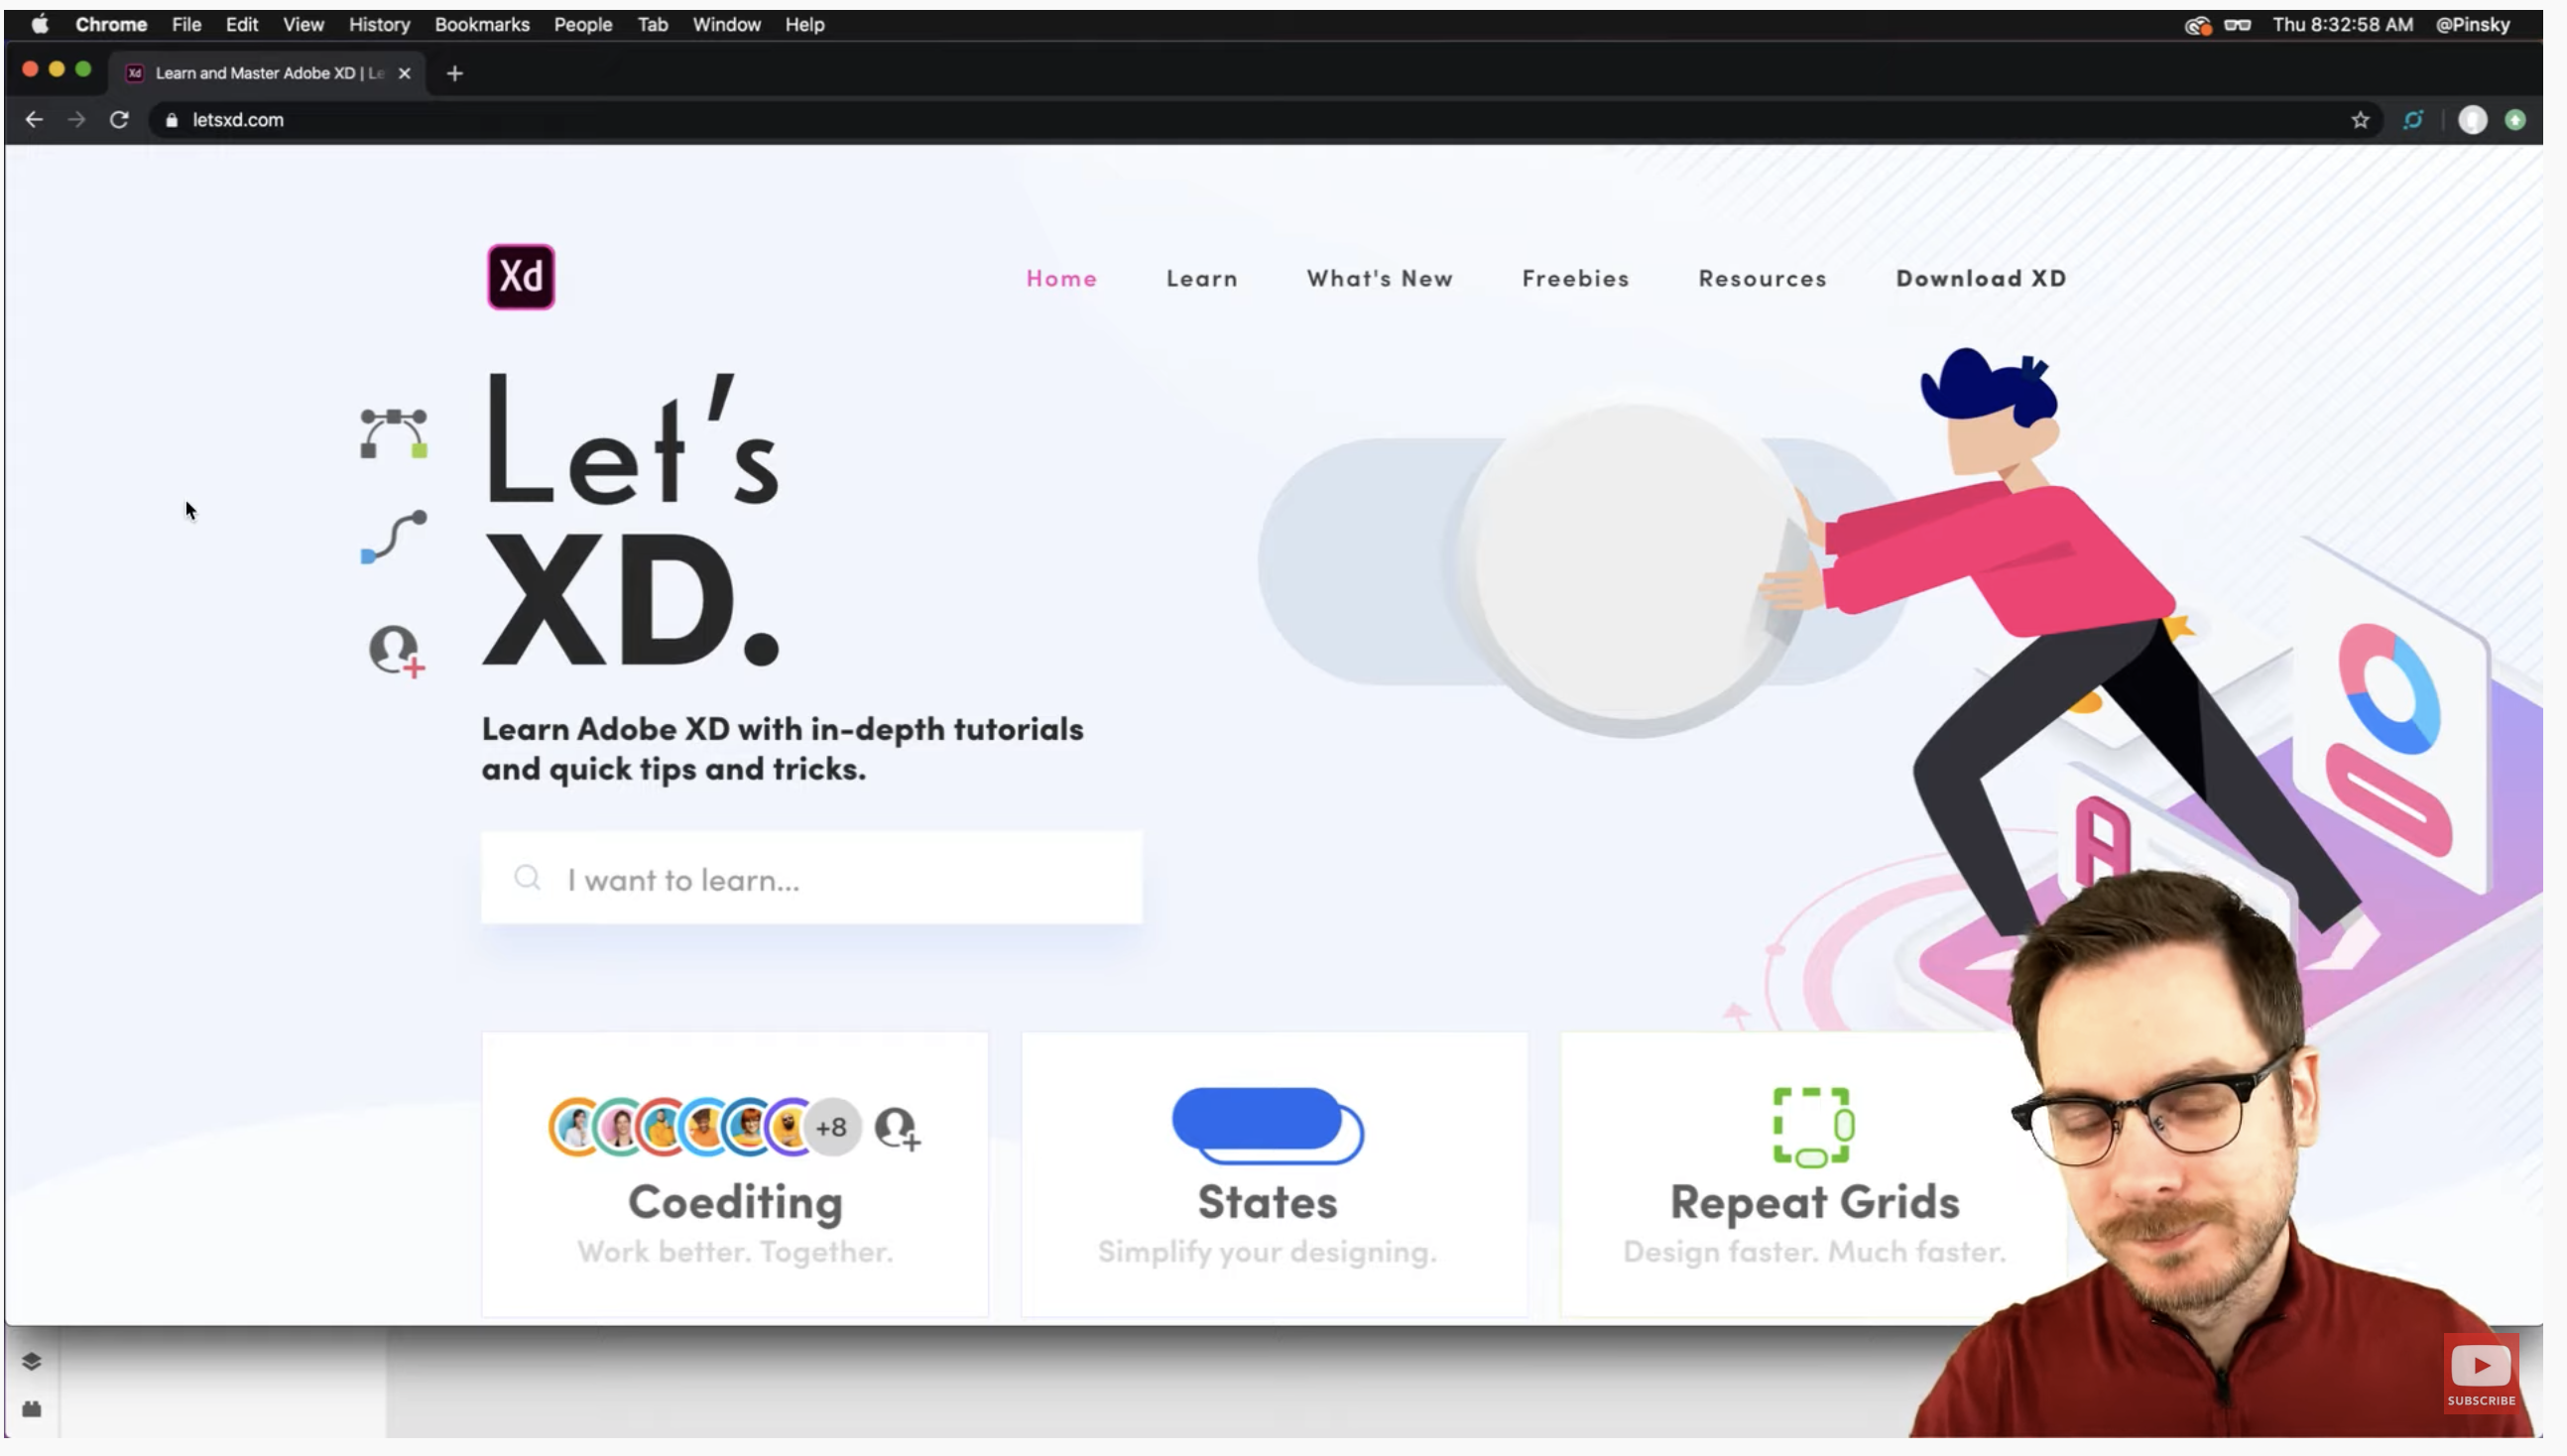 Chrome File Edit View History Bookmarks People Tab Window Help Thu 8:32:58 AM @Pinsky
Xd Learn and Master Adobe XD | Le
letsxd.com
Xd Home Learn What's New Freebies Resources Download XD
Let's
XD.
Learn Adobe XD with in-depth tutorials
and quick tips and tricks.
I want to learn...
A
+8
Coediting
Work better. Together.
States
Simplify your designing.
Repeat Grids
Design faster. Much faster.
SUBSCRIBE